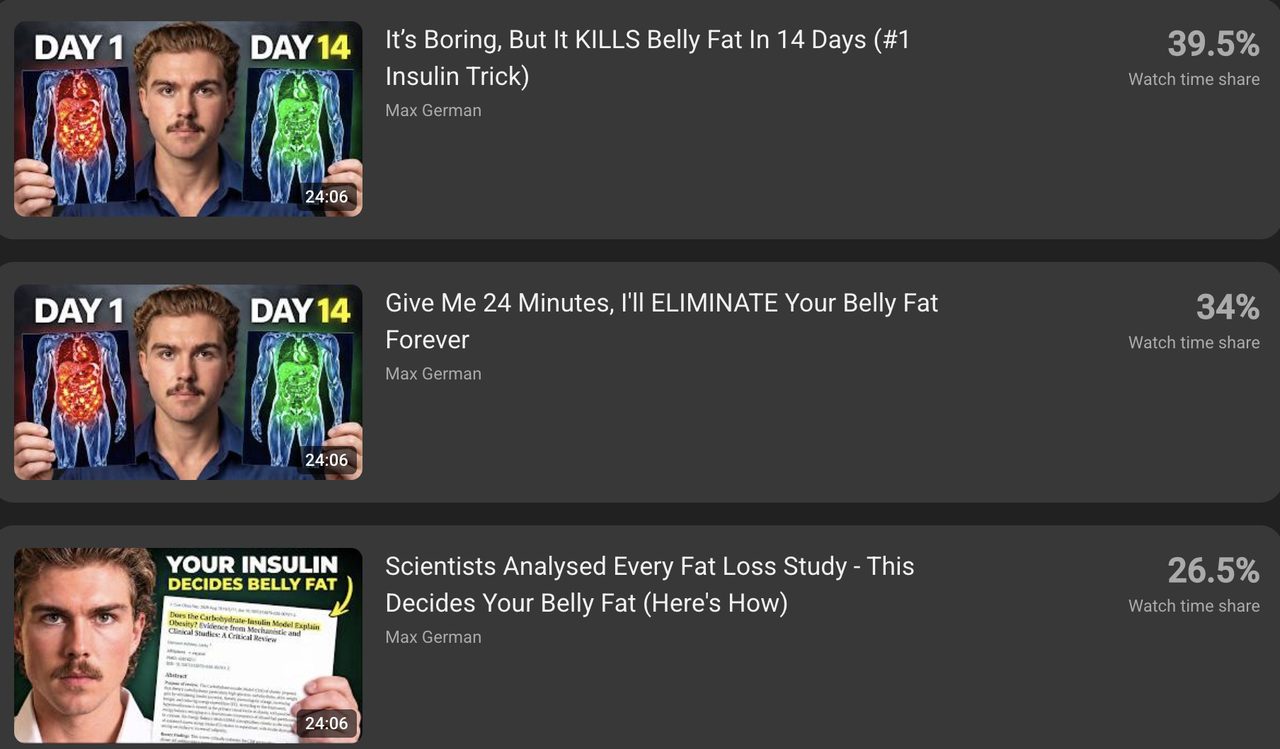 DAY 1
DAY 14
24:06
It’s Boring, But It KILLS Belly Fat In 14 Days (#1
Insulin Trick)
Max German
39.5%
Watch time share
DAY 1
DAY 14
24:06
Give Me 24 Minutes, I'll ELIMINATE Your Belly Fat
Forever
Max German
34%
Watch time share
YOUR INSULIN
DECIDES BELLY FAT
Does the Carbohydrate-Insulin Model Explain
Obesity? Evidence from Mechanistic and
Clinical Studies: A Critical Review
Abstract
24:06
Scientists Analysed Every Fat Loss Study - This
Decides Your Belly Fat (Here's How)
Max German
26.5%
Watch time share